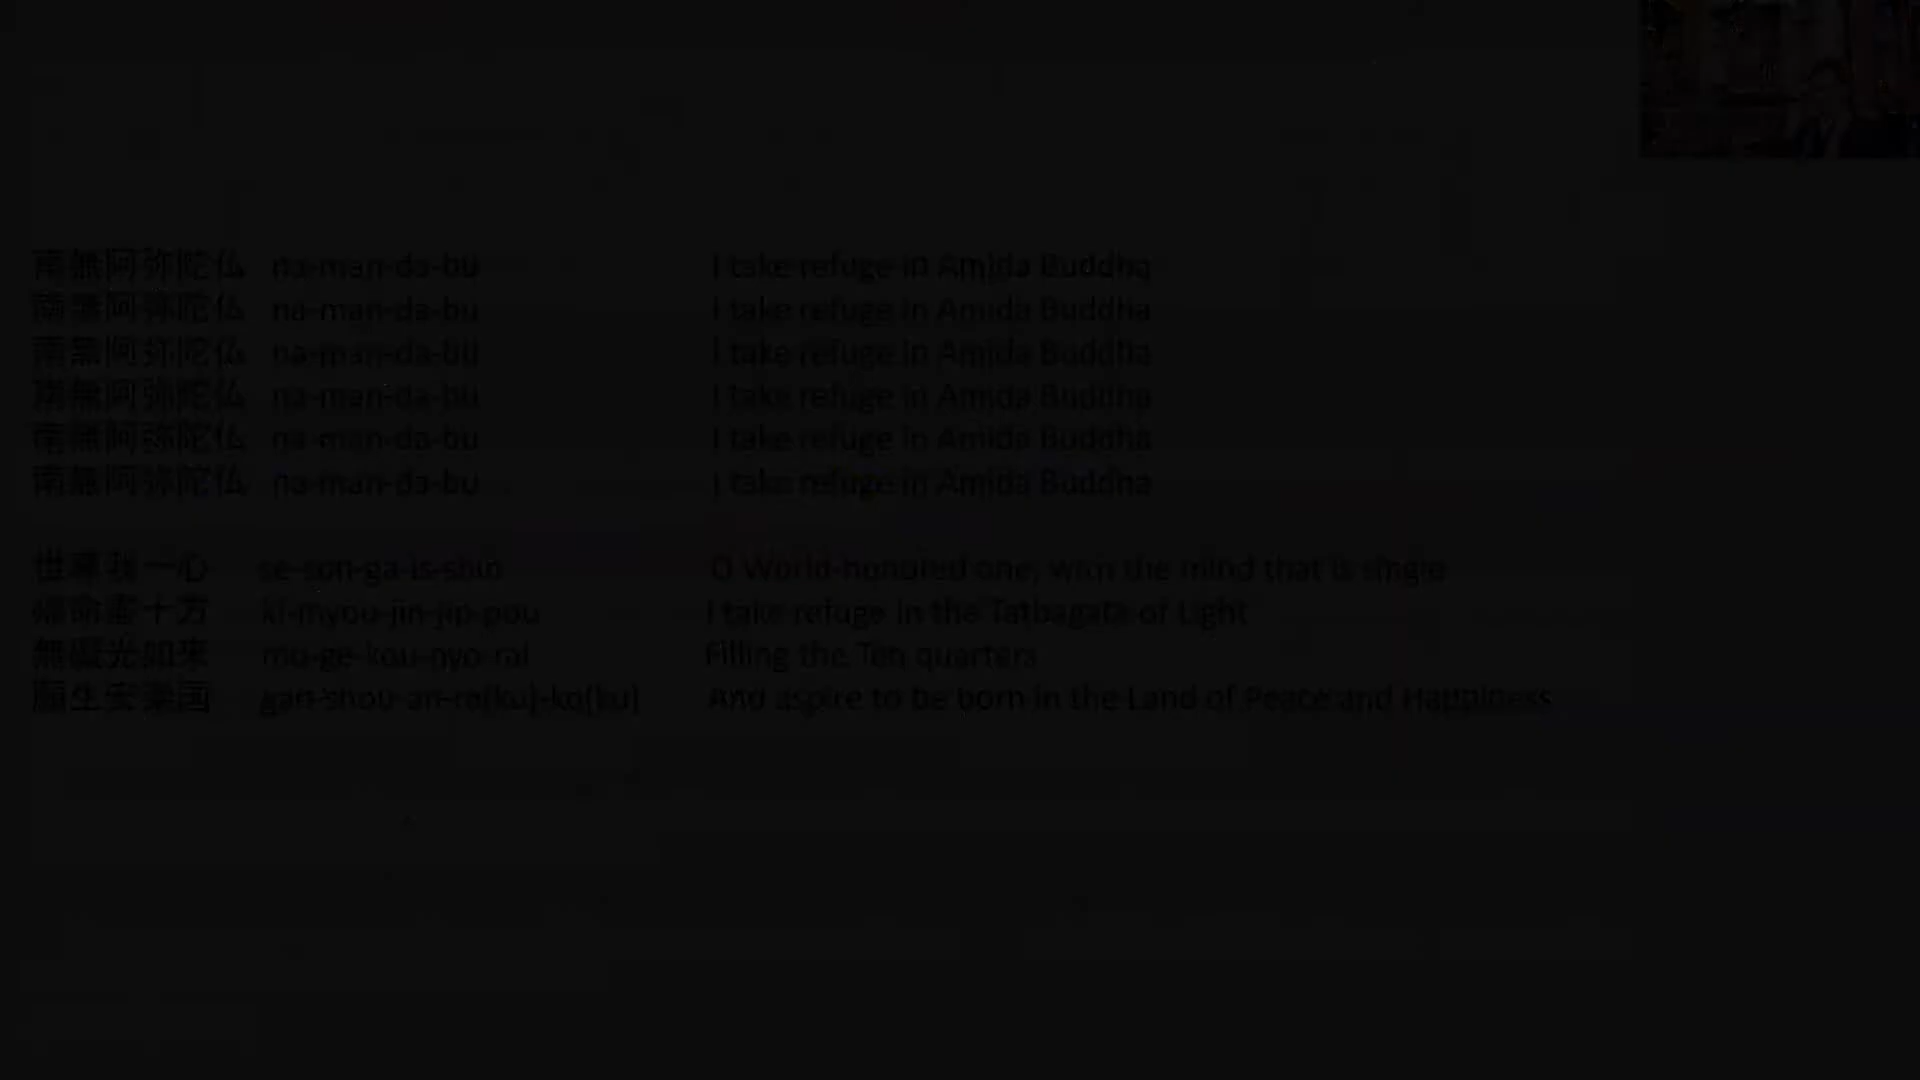 南無阿弥陀仏 na-man-da-bu I take refuge in Amida Buddha
南無阿弥陀仏 na-man-da-bu I take refuge in Amida Buddha
南無阿弥陀仏 na-man-da-bu I take refuge in Amida Buddha
南無阿弥陀仏 na-man-da-bu I take refuge in Amida Buddha
南無阿弥陀仏 na-man-da-bu I take refuge in Amida Buddha
南無阿弥陀仏 na-man-da-bu I take refuge in Amida Buddha
世尊我一心 se-son-ga-is-shin O World-honored one, with the mind that is single
帰命尽十方 ki-myou-jin-jip-pou I take refuge in the Tathagata of Light
無礙光如来 mu-ge-kou-nyo-rai Filling the Ten quarters
願生安楽国 gan-shou-an-ra[ku]-ko[ku] And aspire to be born in the Land of Peace and Happiness